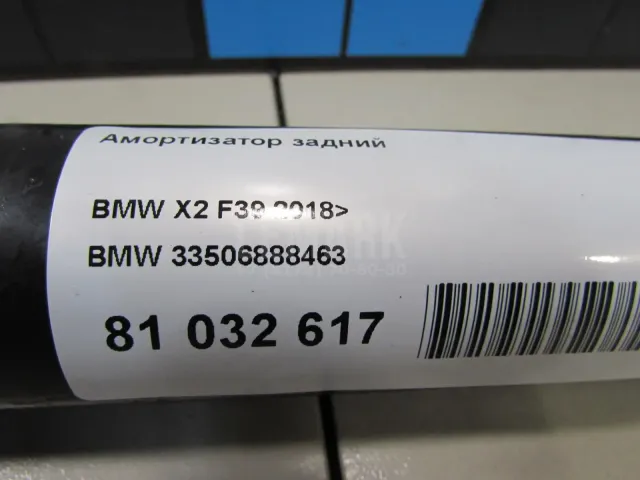 Амортизатор задний
BMW X2 F39 2018>
BMW 33506888463
81 032 617